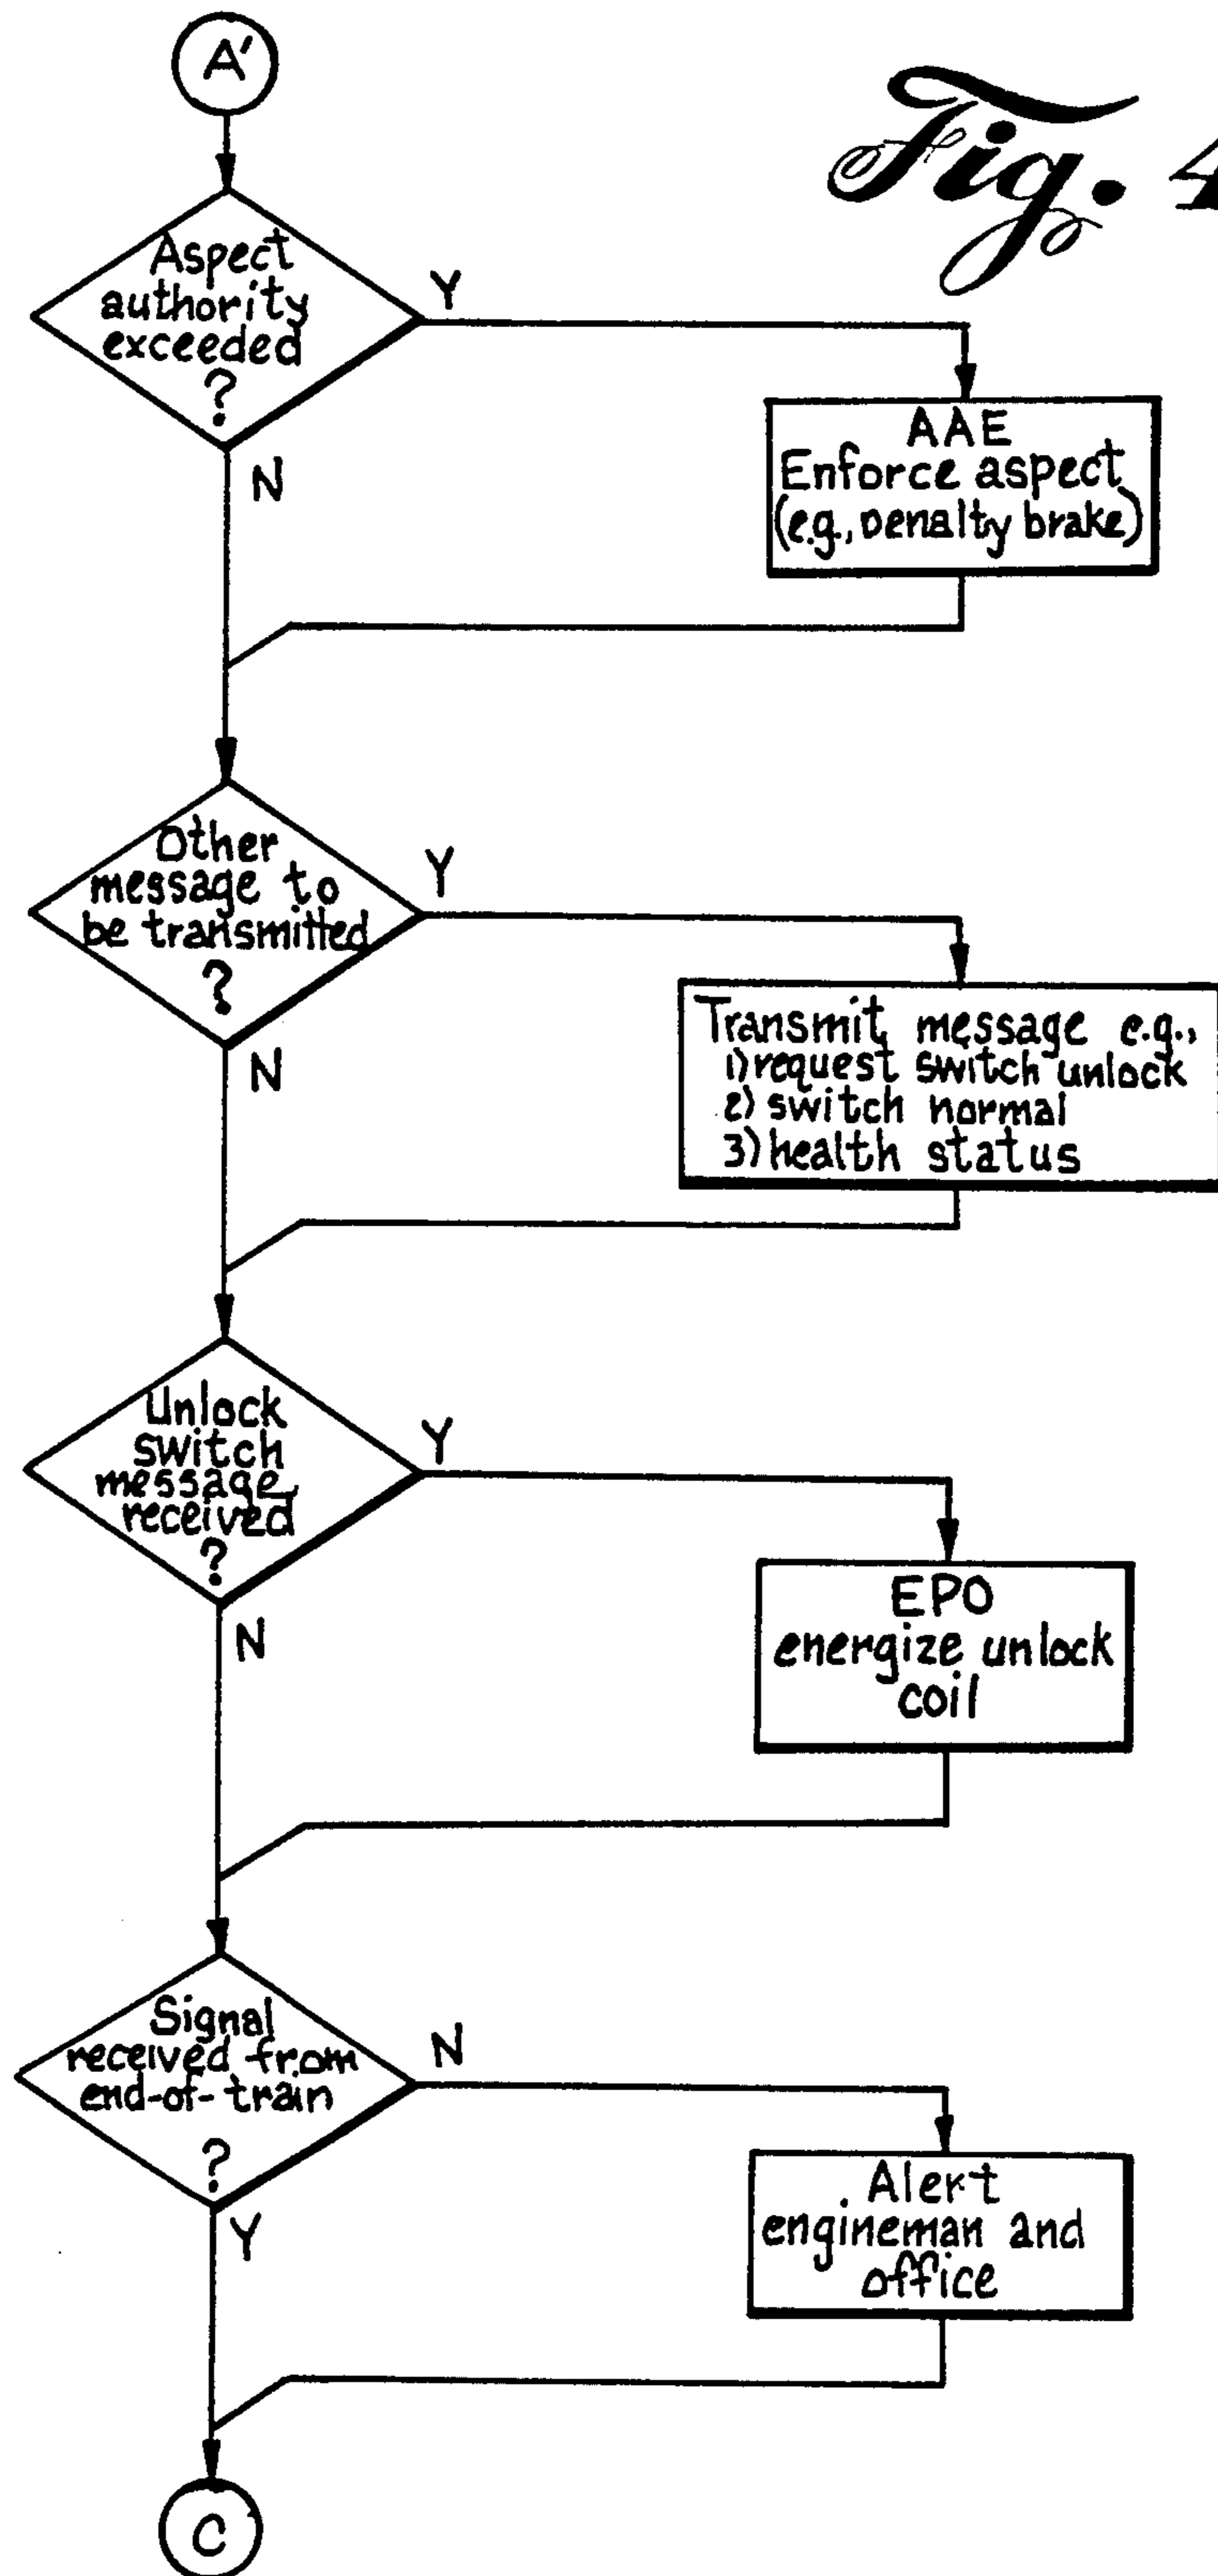 A'
Fig. 4
Aspect
authority
exceeded
?
Y
N
AAE
Enforce aspect
(e.g., penalty brake)
Other
message to
be transmitted
?
Y
N
Transmit message e.g.,
1) request switch unlock
2) switch normal
3) health status
Unlock
switch
message
received
?
Y
N
EPO
energize unlock
coil
Signal
received from
end-of-train
?
N
Y
Alert
engineman and
office
C